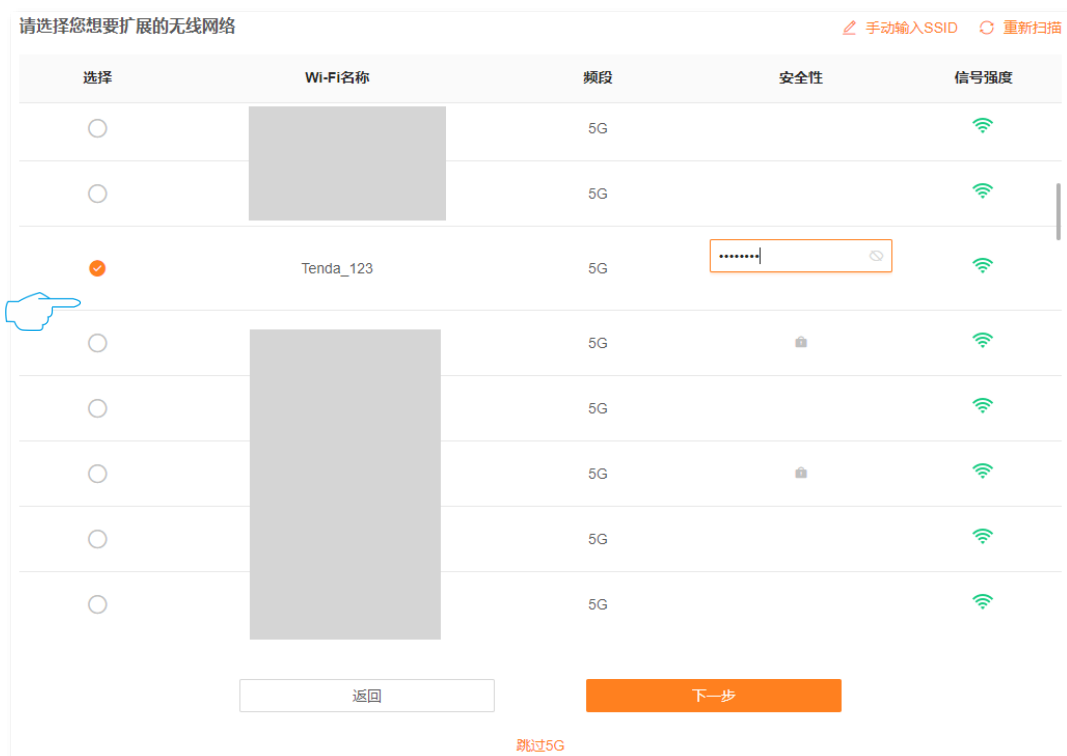 请选择您想要扩展的无线网络 手动输入SSID 重新扫描
选择 Wi-Fi名称 频段 安全性 信号强度
5G
5G
Tenda_123 5G ••••••••
5G
5G
5G
5G
5G
返回 下一步
跳过5G